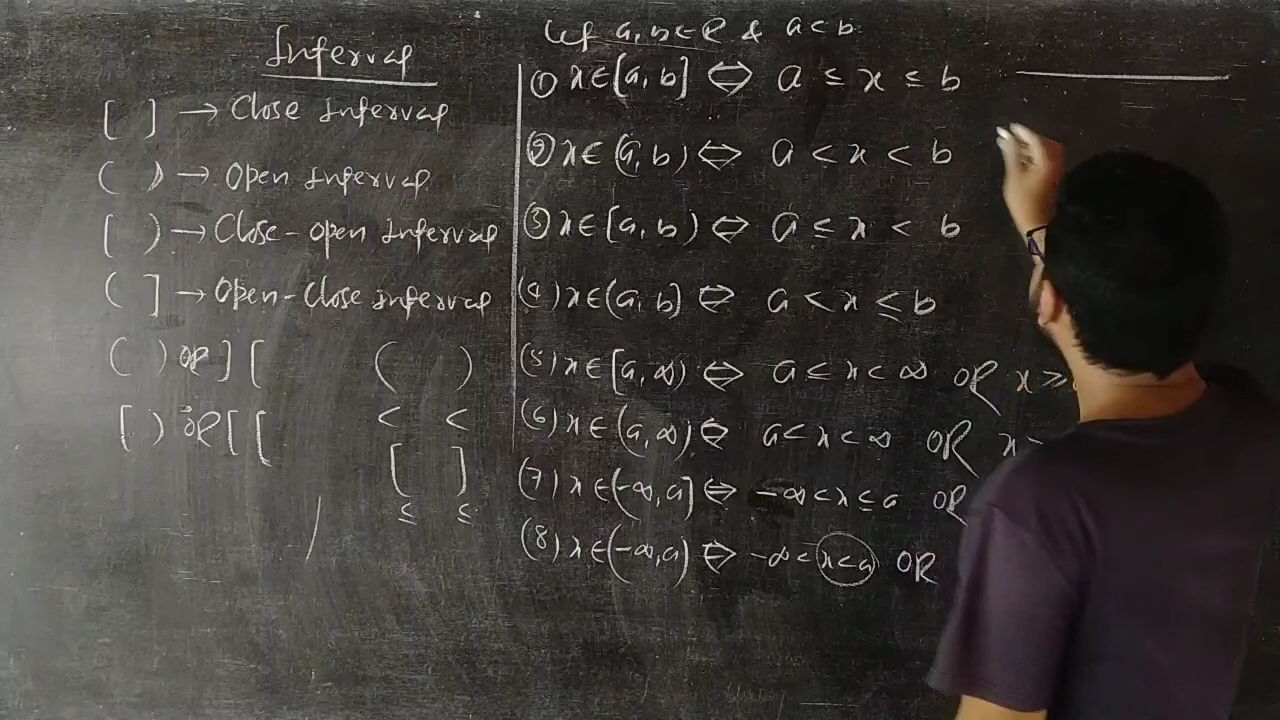 Interval
[ ] → Close Interval
( ) → Open Interval
[ ) → Close-open Interval
( ] → Open-Close interval
( ) OR ] [
[ ) OR [ [
( )
< <
[ ]
≤ ≤
Let a, b ∈ R & a < b
① x ∈ [a, b] ⇔ a ≤ x ≤ b
② x ∈ (a, b) ⇔ a < x < b
③ x ∈ [a, b) ⇔ a ≤ x < b
(4) x ∈ (a, b] ⇔ a < x ≤ b
(5) x ∈ [a, ∞) ⇔ a ≤ x < ∞ OR x ≥
(6) x ∈ (a, ∞) ⇔ a < x < ∞ OR x
(7) x ∈ (-∞, a] ⇔ -∞ < x ≤ a OR
(8) x ∈ (-∞, a) ⇔ -∞ < x < a OR